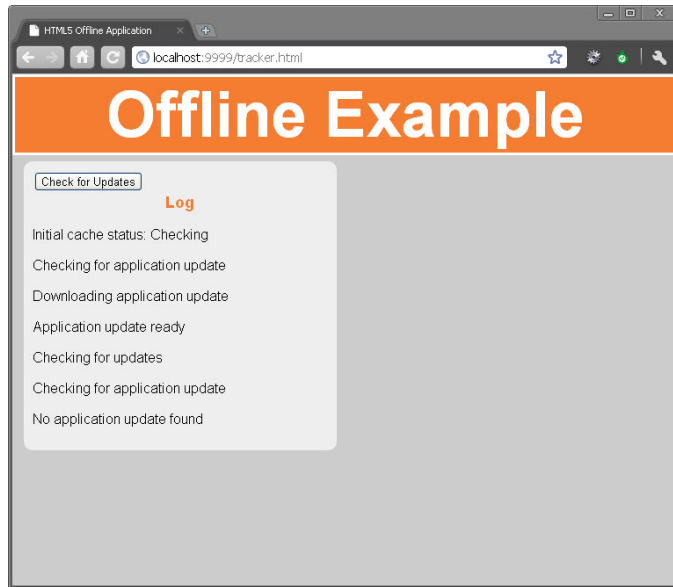 HTML5 Offline Application
localhost:9999/tracker.html
Offline Example
Check for Updates
Log
Initial cache status: Checking
Checking for application update
Downloading application update
Application update ready
Checking for updates
Checking for application update
No application update found